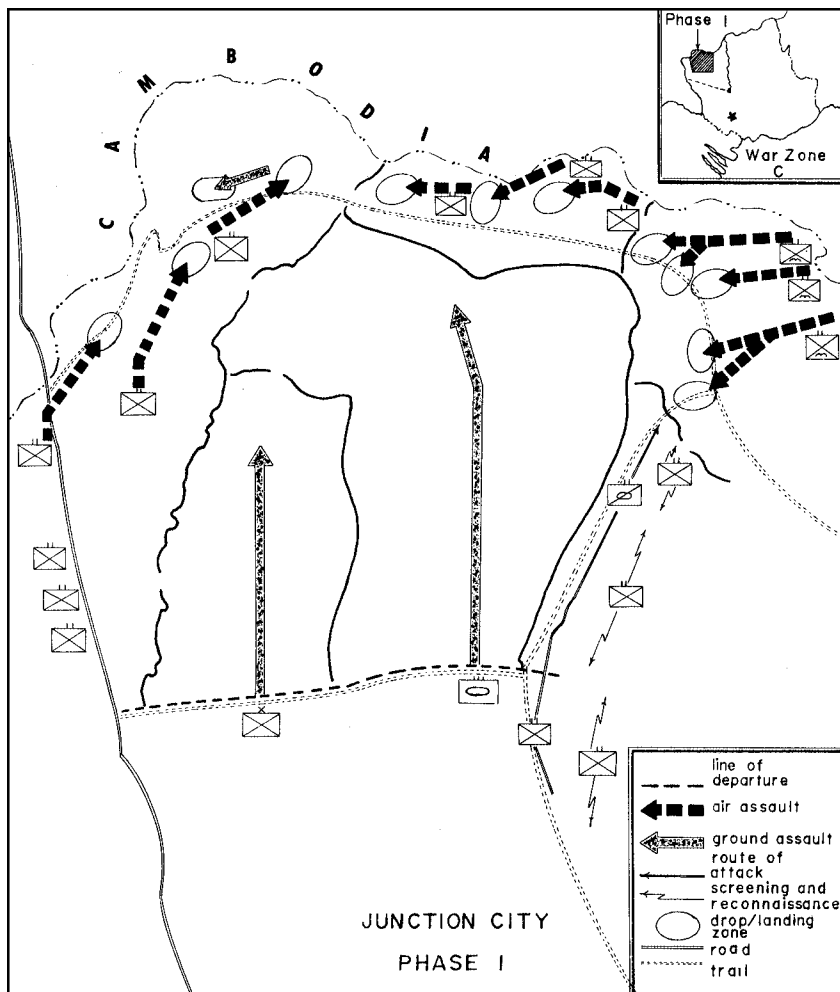 CAMBODIA
Phase I
War Zone
C
line of
departure
air assault
ground assault
route of
attack
screening and
reconnaissance
drop/landing
zone
road
trail
JUNCTION CITY
PHASE I